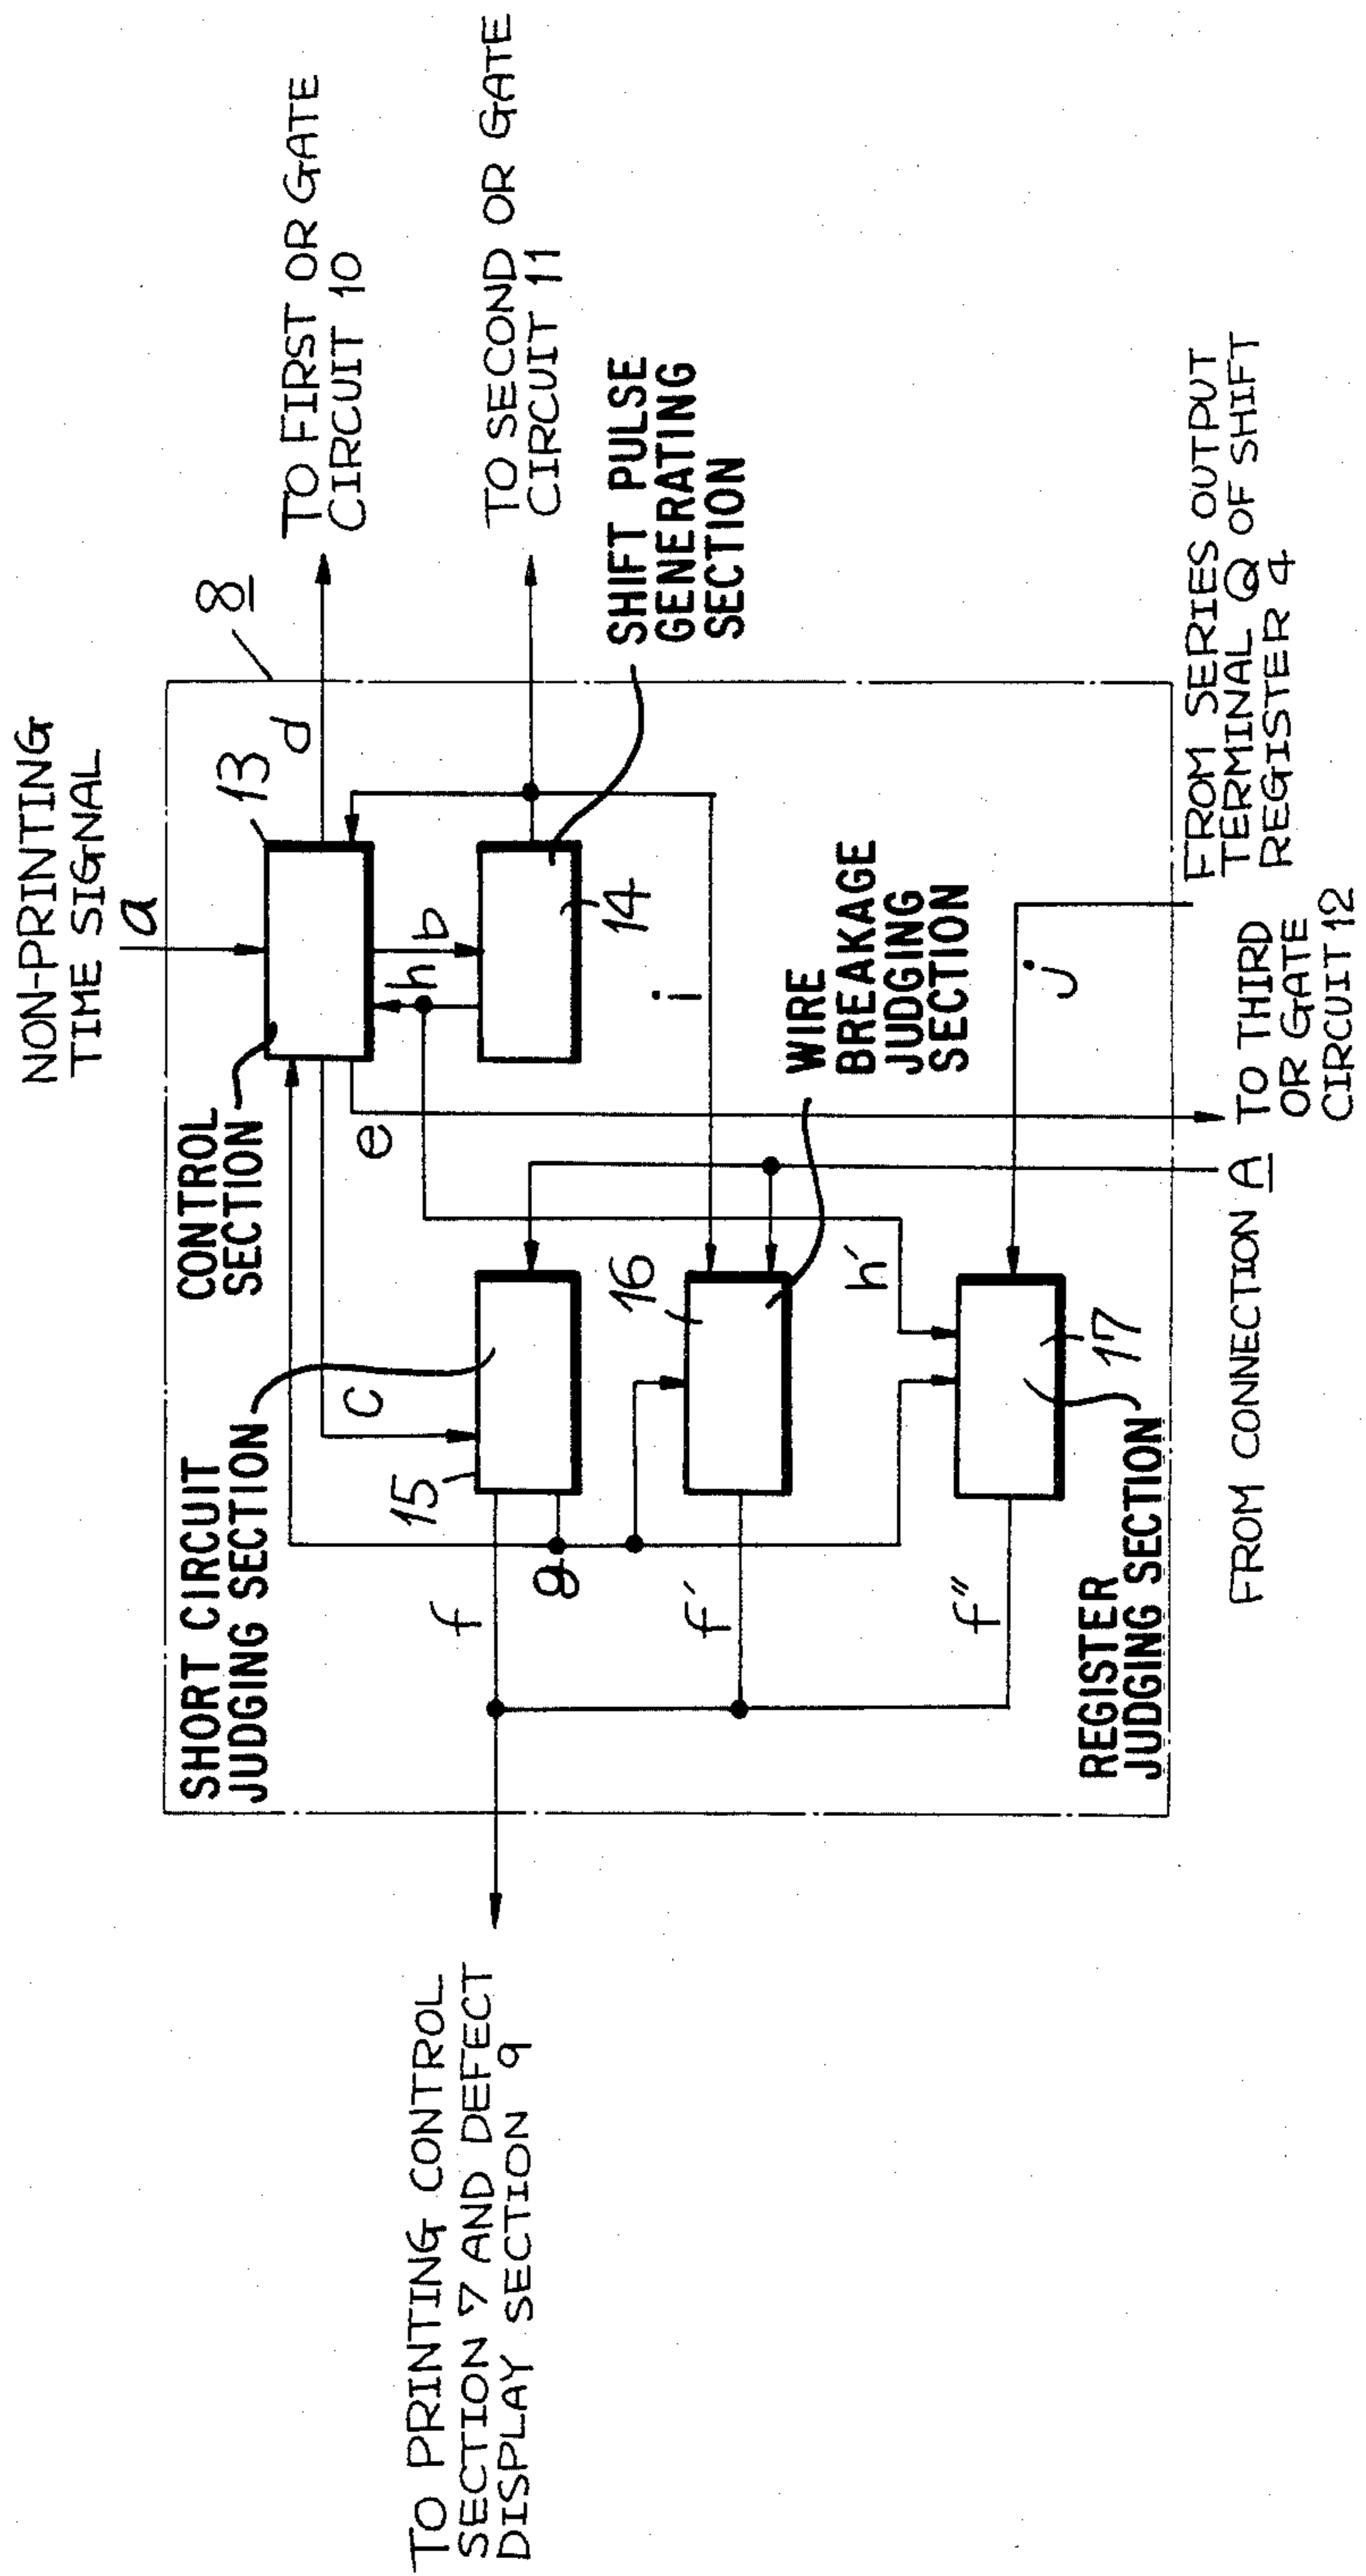 NON-PRINTING
TIME SIGNAL
a
8
13
d
TO FIRST OR GATE
CIRCUIT 10
CONTROL
SECTION
h
b
TO SECOND OR GATE
CIRCUIT 11
14
SHIFT PULSE
GENERATING
SECTION
SHORT CIRCUIT
JUDGING SECTION
c
e
15
f
g
TO PRINTING CONTROL
SECTION 7 AND DEFECT
DISPLAY SECTION 9
i
16
f'
WIRE
BREAKAGE
JUDGING
SECTION
h'
j
17
f"
REGISTER
JUDGING SECTION
FROM SERIES OUTPUT
TERMINAL Q OF SHIFT
REGISTER 4
TO THIRD
OR GATE
CIRCUIT 12
FROM CONNECTION A